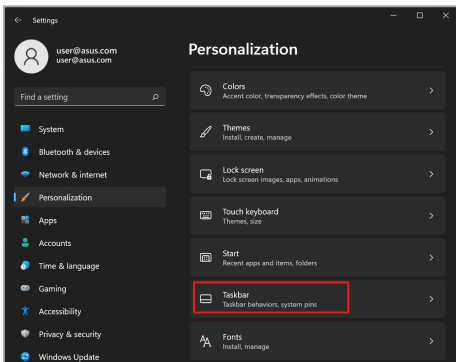 Settings
user@asus.com
user@asus.com
Find a setting
System
Bluetooth & devices
Network & internet
Personalization
Apps
Accounts
Time & language
Gaming
Accessibility
Privacy & security
Windows Update
Personalization
Colors
Accent color, transparency effects, color theme
Themes
Install, create, manage
Lock screen
Lock screen images, apps, animations
Touch keyboard
Themes, size
Start
Recent apps and items, folders
Taskbar
Taskbar behaviors, system pins
Fonts
Install, manage